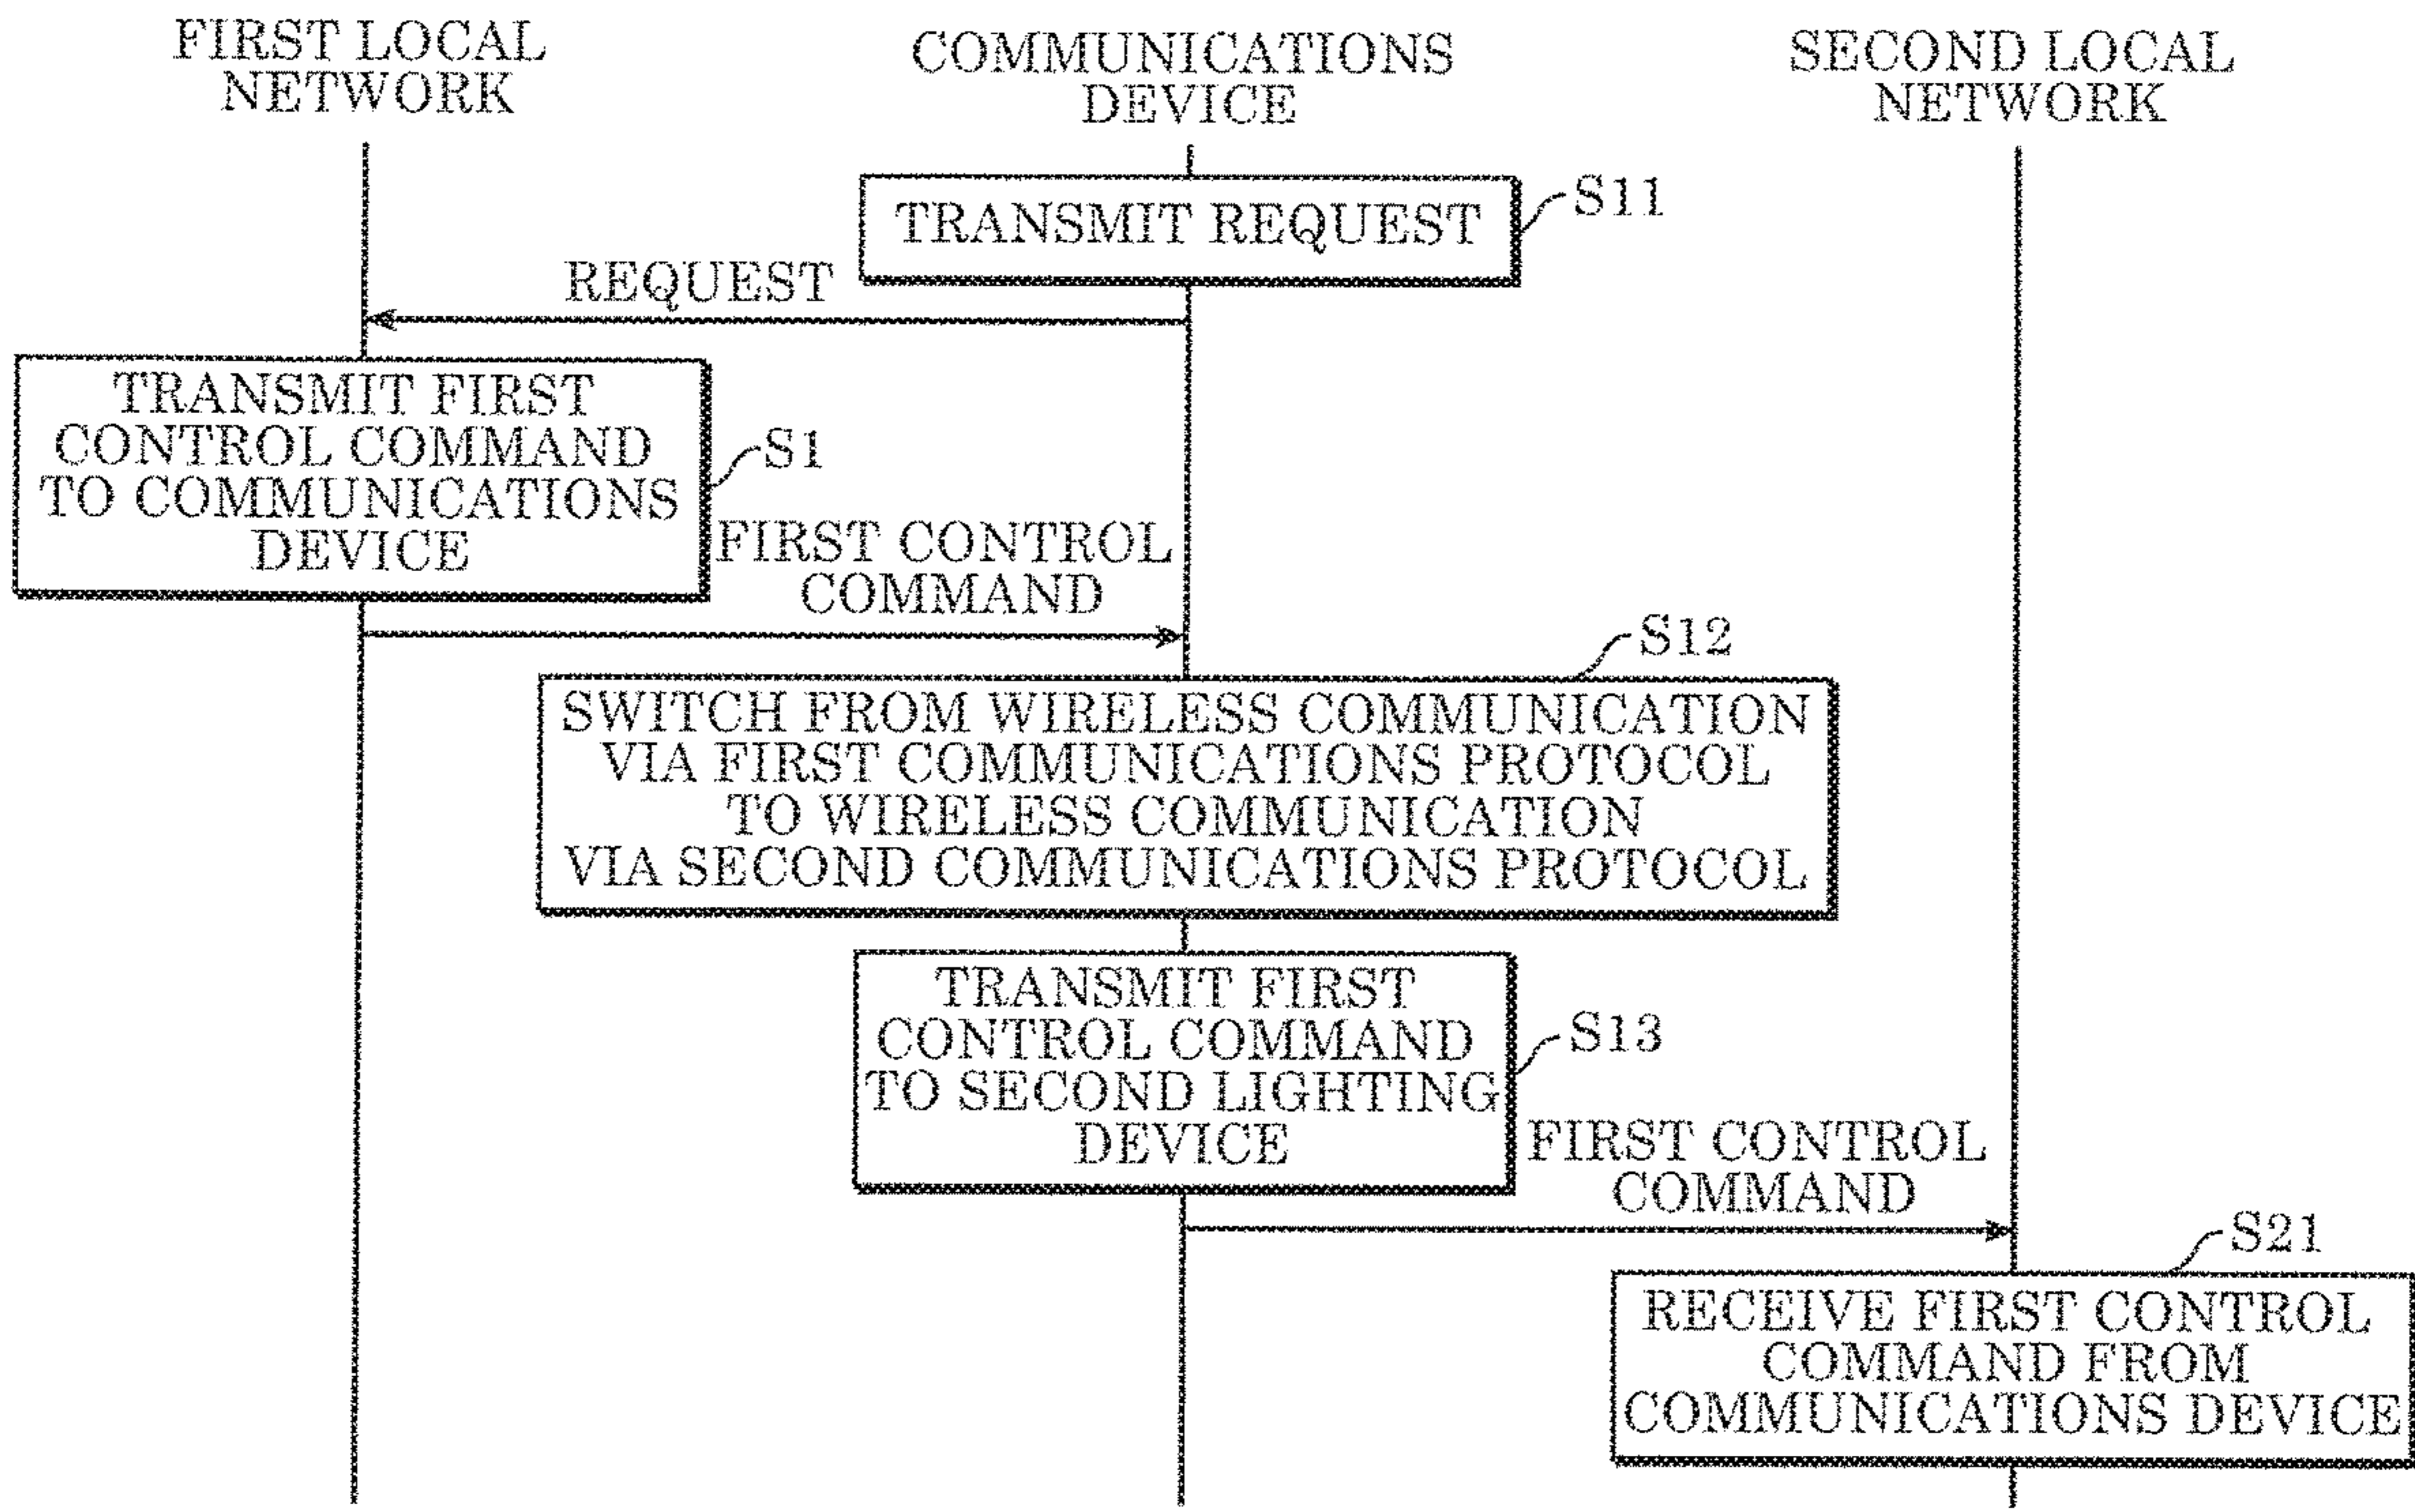 FIRST LOCAL
NETWORK
COMMUNICATIONS
DEVICE
SECOND LOCAL
NETWORK
TRANSMIT REQUEST
S11
REQUEST
TRANSMIT FIRST
CONTROL COMMAND
TO COMMUNICATIONS
DEVICE
S1
FIRST CONTROL
COMMAND
S12
SWITCH FROM WIRELESS COMMUNICATION
VIA FIRST COMMUNICATIONS PROTOCOL
TO WIRELESS COMMUNICATION
VIA SECOND COMMUNICATIONS PROTOCOL
TRANSMIT FIRST
CONTROL COMMAND
TO SECOND LIGHTING
DEVICE
S13
FIRST CONTROL
COMMAND
S21
RECEIVE FIRST CONTROL
COMMAND FROM
COMMUNICATIONS DEVICE